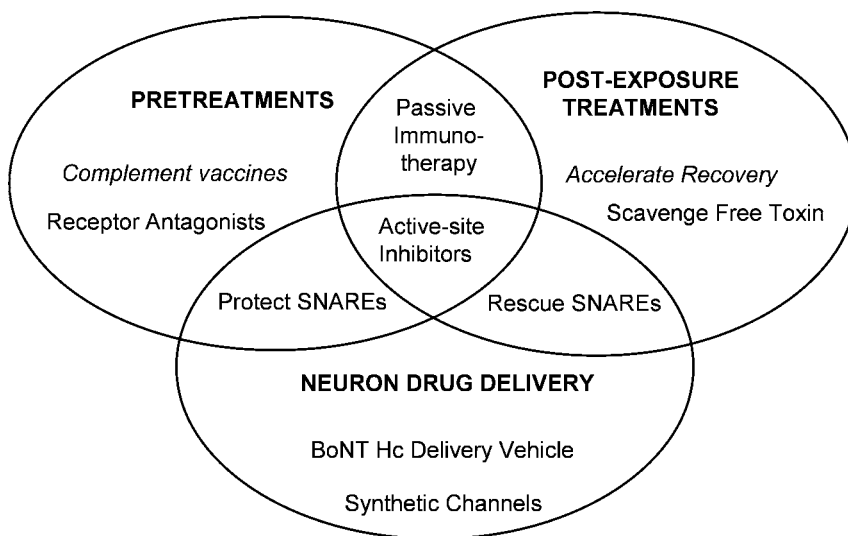 PRETREATMENTS
Complement vaccines
Receptor Antagonists
Passive
Immuno-
therapy
POST-EXPOSURE
TREATMENTS
Accelerate Recovery
Scavenge Free Toxin
Active-site
Inhibitors
Protect SNAREs
Rescue SNAREs
NEURON DRUG DELIVERY
BoNT Hc Delivery Vehicle
Synthetic Channels